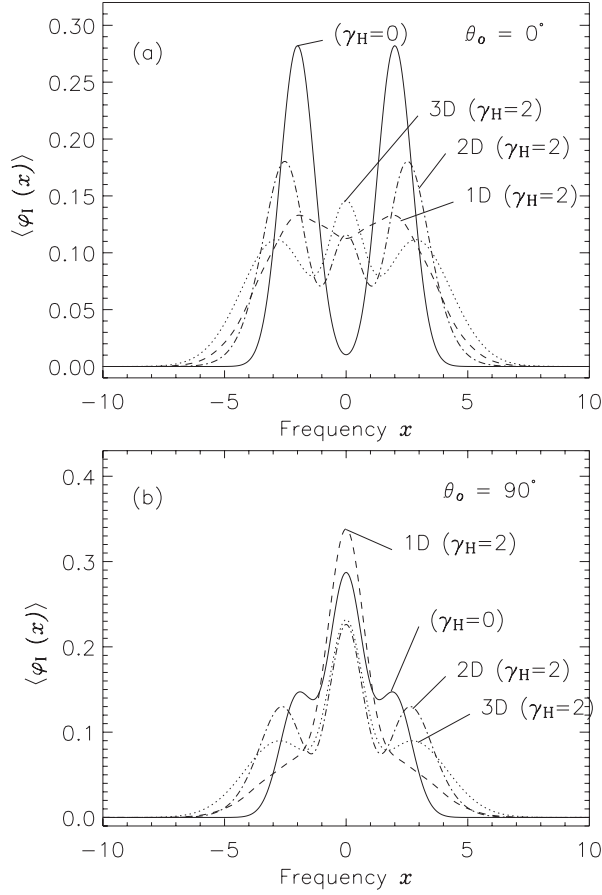 (a)
(γH=0)
θo = 0°
3D (γH=2)
2D (γH=2)
1D (γH=2)
⟨φI (x)⟩
0.30
0.25
0.20
0.15
0.10
0.05
0.00
−10 −5 0 5 10
Frequency x
(b)
θo = 90°
1D (γH=2)
(γH=0)
2D (γH=2)
3D (γH=2)
⟨φI (x)⟩
0.4
0.3
0.2
0.1
0.0
−10 −5 0 5 10
Frequency x